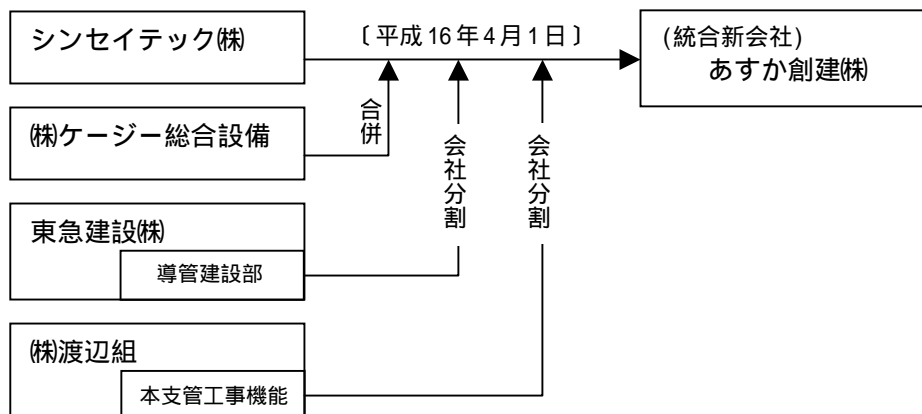 シンセイテック㈱
〔平成16年4月1日〕
(統合新会社)
あすか創建㈱
㈱ケージー総合設備
合併
会社分割
会社分割
東急建設㈱
導管建設部
㈱渡辺組
本支管工事機能